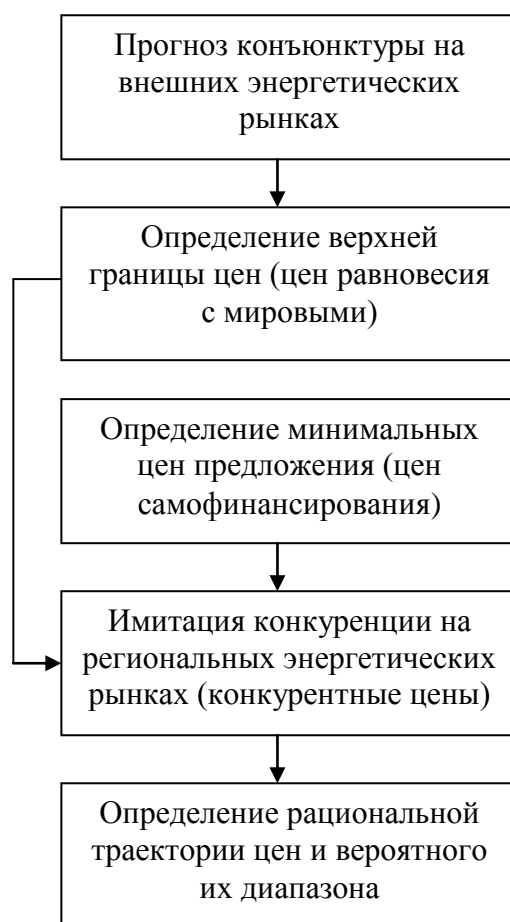 Прогноз конъюнктуры на
внешних энергетических
рынках
Определение верхней
границы цен (цен равновесия
с мировыми)
Определение минимальных
цен предложения (цен
самофинансирования)
Имитация конкуренции на
региональных энергетических
рынках (конкурентные цены)
Определение рациональной
траектории цен и вероятного
их диапазона